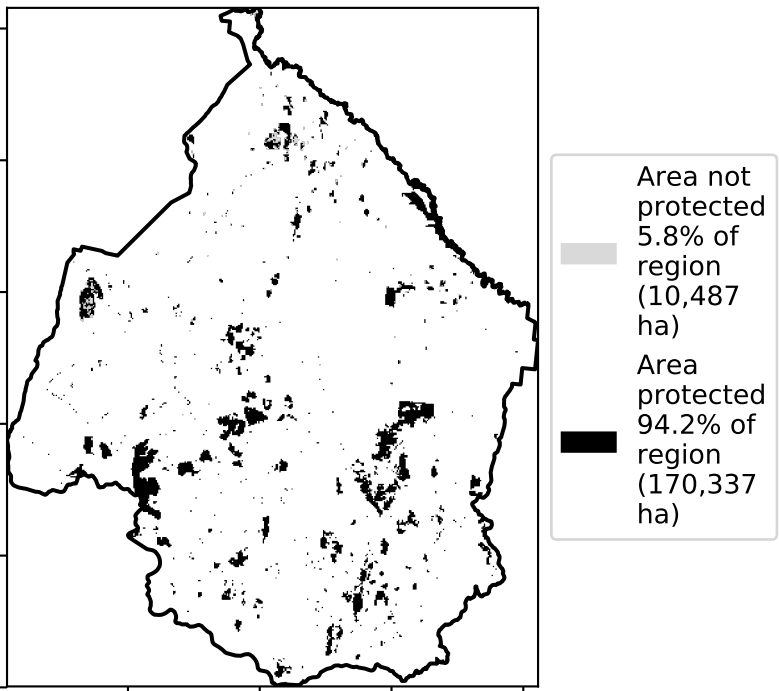 Area not
protected
5.8% of
region
(10,487
ha)
Area
protected
94.2% of
region
(170,337
ha)